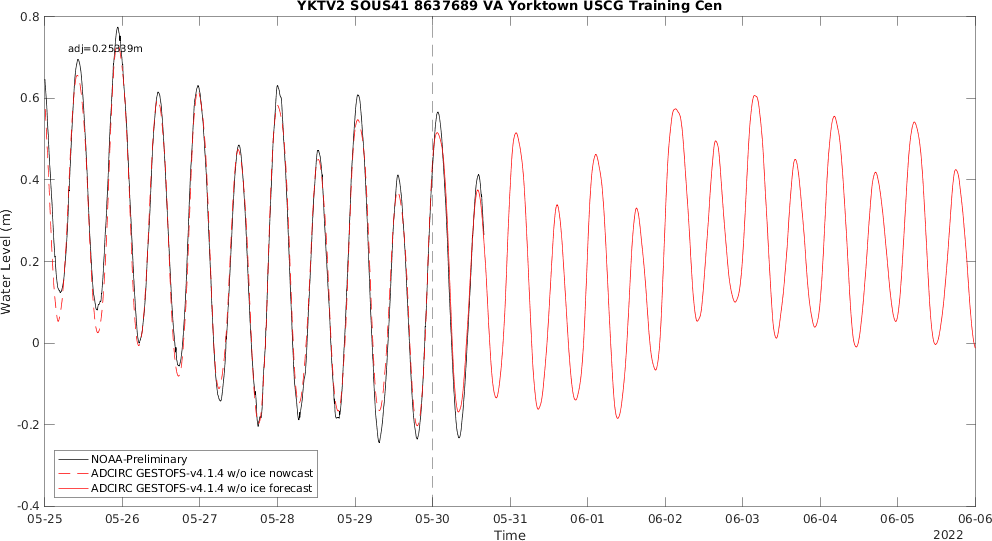 YKTV2 SOUS41 8637689 VA Yorktown USCG Training Cen
adj=0.25339m
0.8
0.6
0.4
0.2
0
-0.2
-0.4
Water Level (m)
NOAA-Preliminary
ADCIRC GESTOFS-v4.1.4 w/o ice nowcast
ADCIRC GESTOFS-v4.1.4 w/o ice forecast
05-25 05-26 05-27 05-28 05-29 05-30 05-31 06-01 06-02 06-03 06-04 06-05 06-06
Time
2022